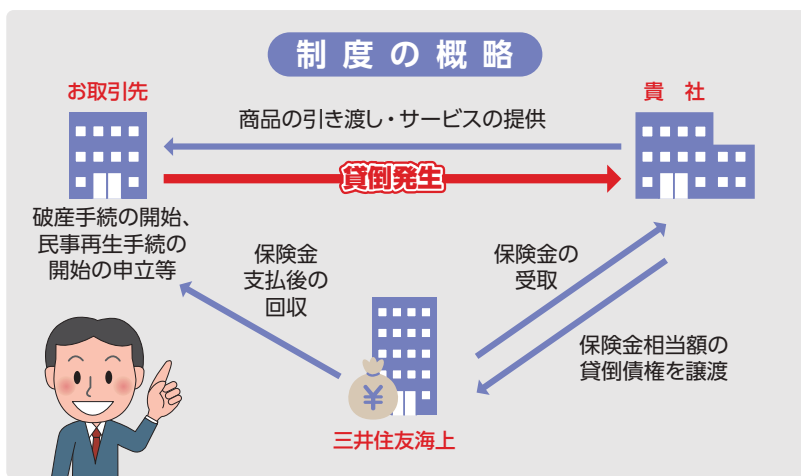 制度の概略
お取引先
貴社
商品の引き渡し・サービスの提供
貸倒発生
破産手続の開始、
民事再生手続の
開始の申立等
保険金
支払後の
回収
保険金の
受取
保険金相当額の
貸倒債権を譲渡
¥
三井住友海上